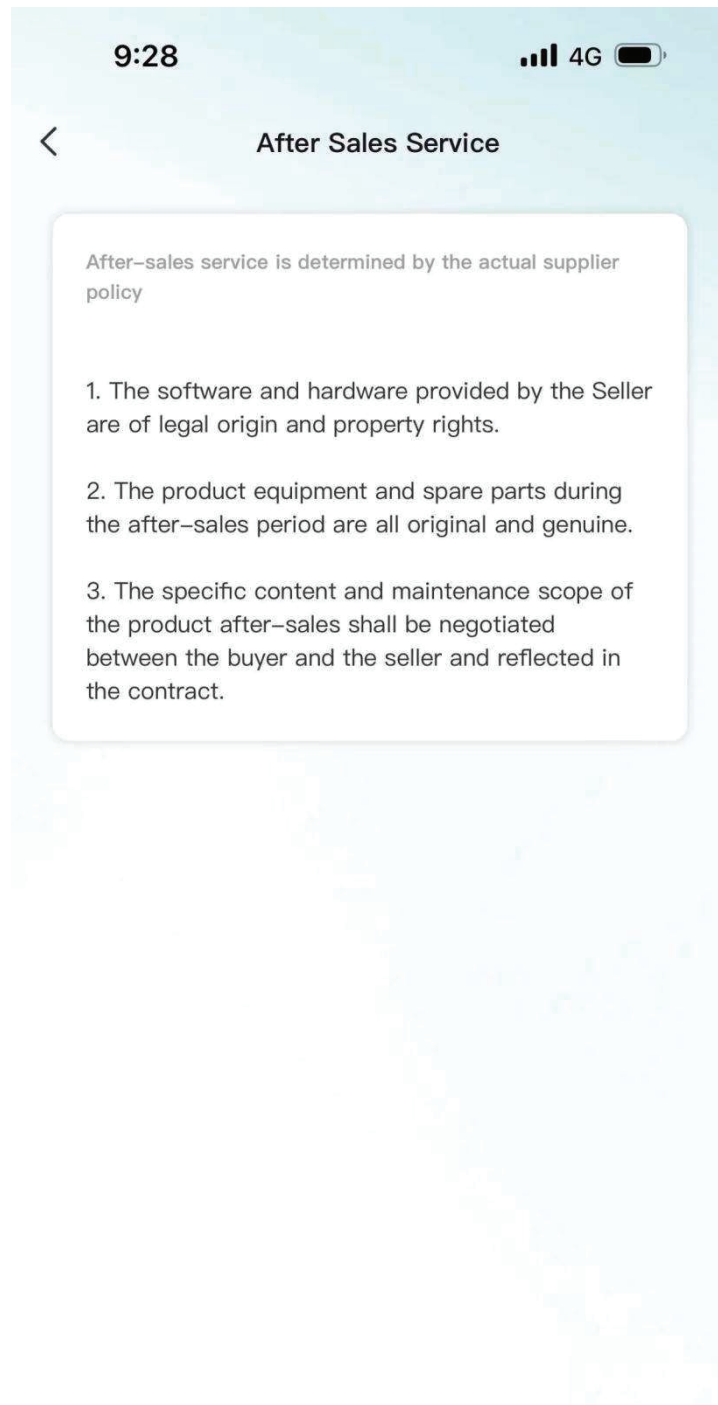 9:28
4G
After Sales Service
After-sales service is determined by the actual supplier
policy
1. The software and hardware provided by the Seller
are of legal origin and property rights.
2. The product equipment and spare parts during
the after-sales period are all original and genuine.
3. The specific content and maintenance scope of
the product after-sales shall be negotiated
between the buyer and the seller and reflected in
the contract.